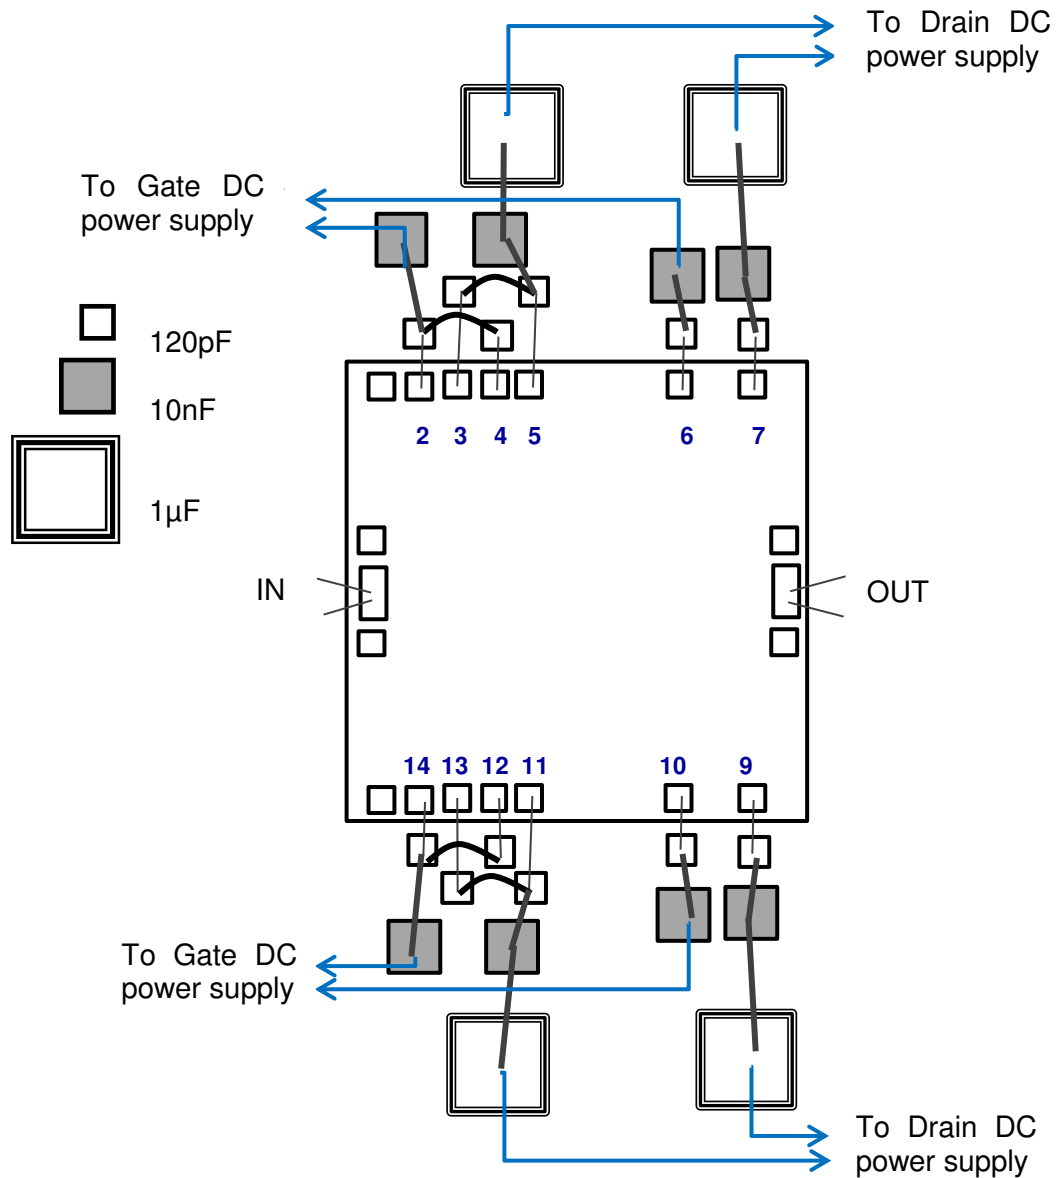 To Drain DC
power supply
To Gate DC
power supply
120pF
10nF
1µF
2 3 4 5 6 7
IN
OUT
14 13 12 11 10 9
To Gate DC
power supply
To Drain DC
power supply